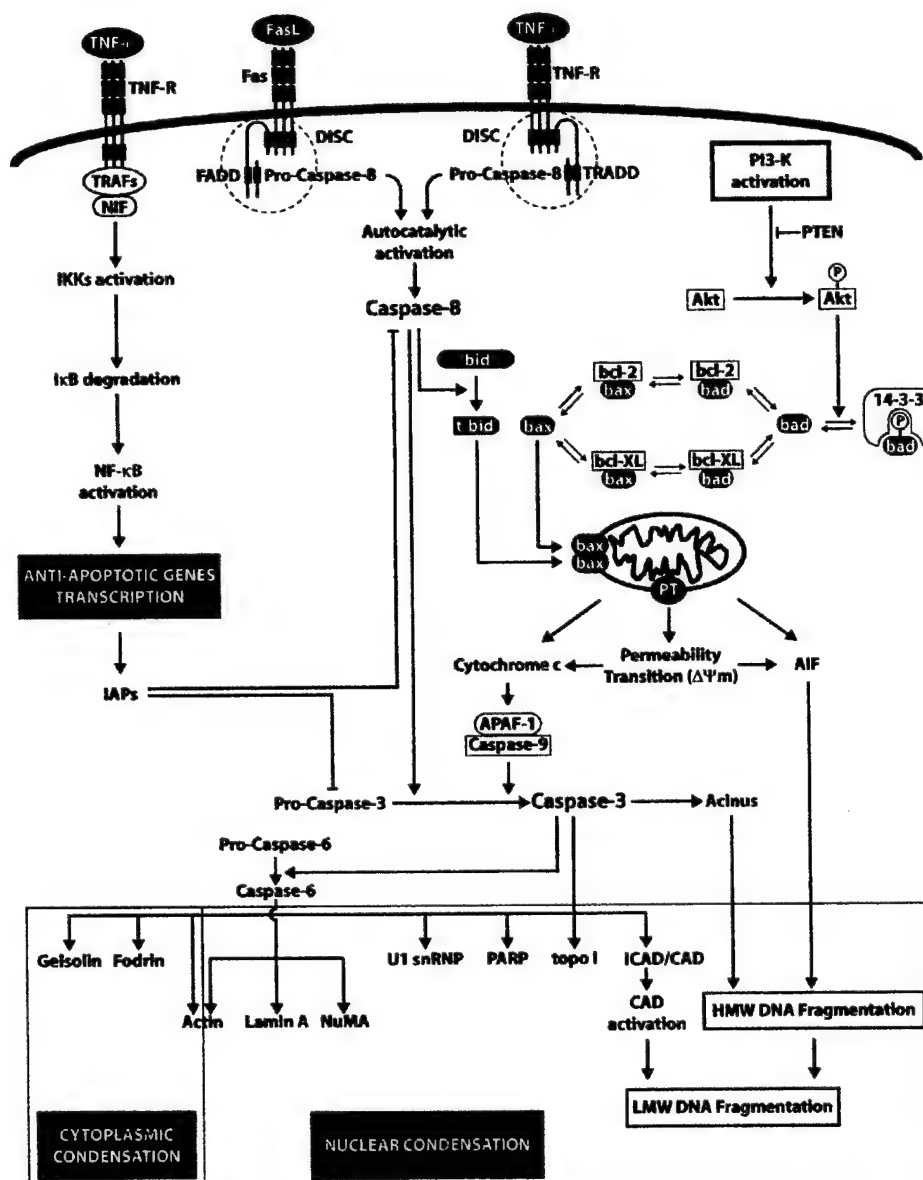 TNF-
FasL
TNF-
TNF-R
Fas
TNF-R
DISC
DISC
TRAFs
NIF
FADD
Pro-Caspase-8
Pro-Caspase-8
TRADD
PI3-K
activation
PTEN
Autocatalytic
activation
IKKs activation
P
Akt
Akt
Caspase-8
bid
IκB degradation
bcl-2
bax
bcl-2
bad
14-3-3
P
bad
t bid
bax
bad
bcl-XL
bax
bcl-XL
bad
NF-κB
activation
bax
bax
PT
ANTI-APOPTOTIC GENES
TRANSCRIPTION
Cytochrome c
Permeability
Transition (ΔΨm)
AIF
IAPs
APAF-1
Caspase-9
Pro-Caspase-3
Caspase-3
Acinus
Pro-Caspase-6
Caspase-6
Gelsolin
Fodrin
U1 snRNP
PARP
topo I
ICAD/CAD
Actin
Lamin A
NuMA
CAD
activation
HMW DNA Fragmentation
LMW DNA Fragmentation
CYTOPLASMIC
CONDENSATION
NUCLEAR CONDENSATION